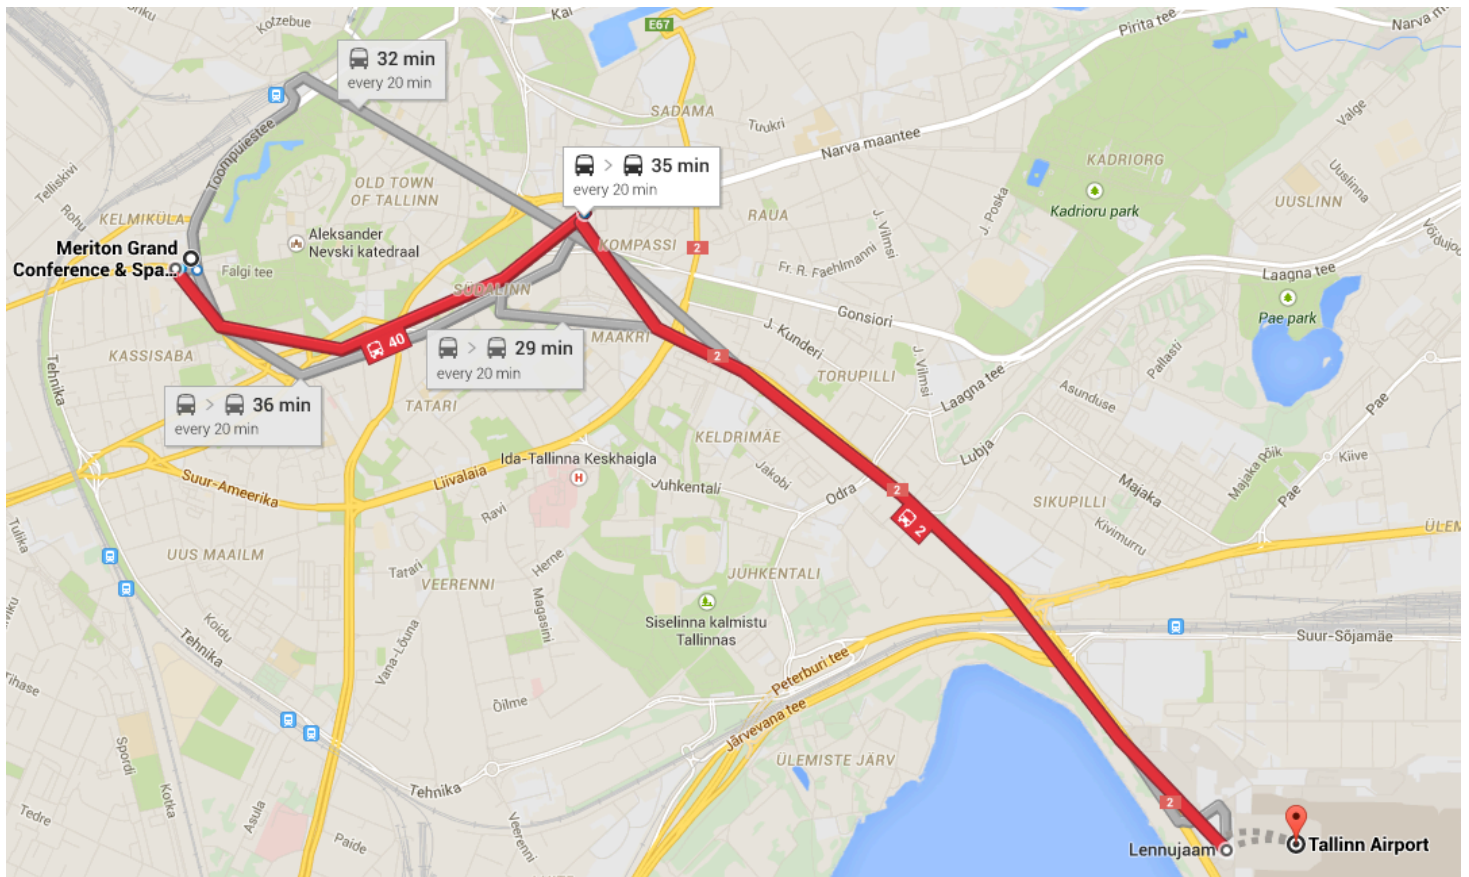 Kotzebue
Kai
E67
Pirita tee
Narva m
32 min
every 20 min
SADAMA
Tuukri
Narva maantee
Valge
KADRIORG
Kadrioru park
Uuslinna
UUSLINN
Telliskivi
Toompuiestee
OLD TOWN
OF TALLINN
35 min
every 20 min
RAUA
J. Vilmsi
J. Poska
Rohu
KELMIKÜLA
Meriton Grand
Conference & Spa...
Falgi tee
Aleksander
Nevski katedraal
KOMPASSI
2
Fr. R. Faehlmanni
Võidujoo
Laagna tee
Pae park
SÜDALINN
Gonsiori
MAAKRI
J. Kunderi
40
29 min
every 20 min
2
KASSISABA
Tehnika
36 min
every 20 min
TATARI
TORUPILLI
J. Vilmsi
Laagna tee
Pallasti
Asunduse
Pae
KELDRIMÄE
Lubja
Ida-Tallinna Keskhaigla
H
Liivalaia
Suur-Ameerika
Jakobi
Juhkentali
Odra
2
Majaka
Majaka põik
Kiive
Pae
SIKUPILLI
Kivimurru
ÜLEM
2
Ravi
Tulika
UUS MAAILM
Tatari
VEERENNI
Herne
Magasini
JUHKENTALI
Siselinna kalmistu
Tallinnas
Koidu
Tehnika
Vana-Lõuna
Suur-Sõjamäe
Peterburi tee
Järvevana tee
Õilme
ÜLEMISTE JÄRV
Spordi
Kotka
Tehnika
Tedre
Asula
Paide
Veerenni
2
Lennujaam
Tallinn Airport